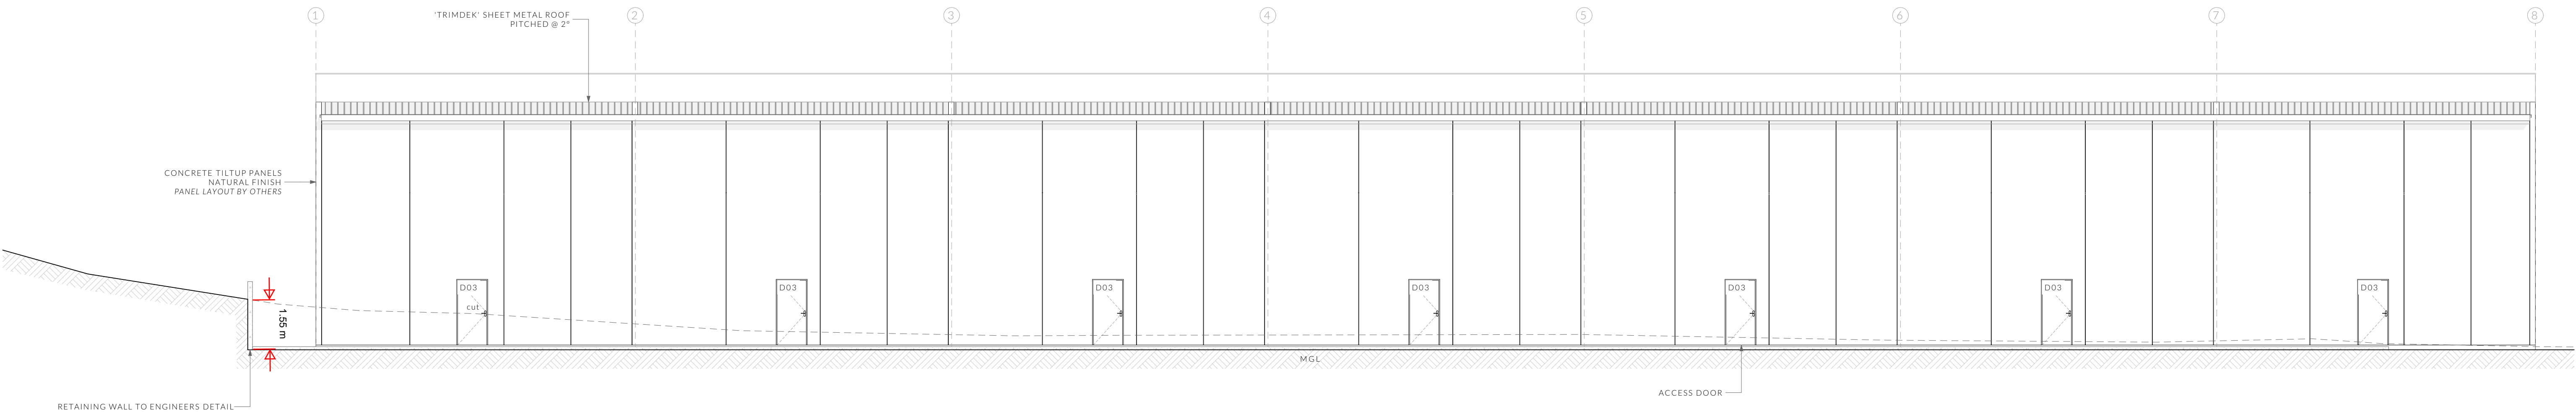 1
'TRIMDEK' SHEET METAL ROOF
PITCHED @ 2°
2
3
4
5
6
7
8
CONCRETE TILTUP PANELS
NATURAL FINISH
PANEL LAYOUT BY OTHERS
D03
D03
D03
D03
D03
D03
D03
cut
1.55 m
MGL
ACCESS DOOR
RETAINING WALL TO ENGINEERS DETAIL